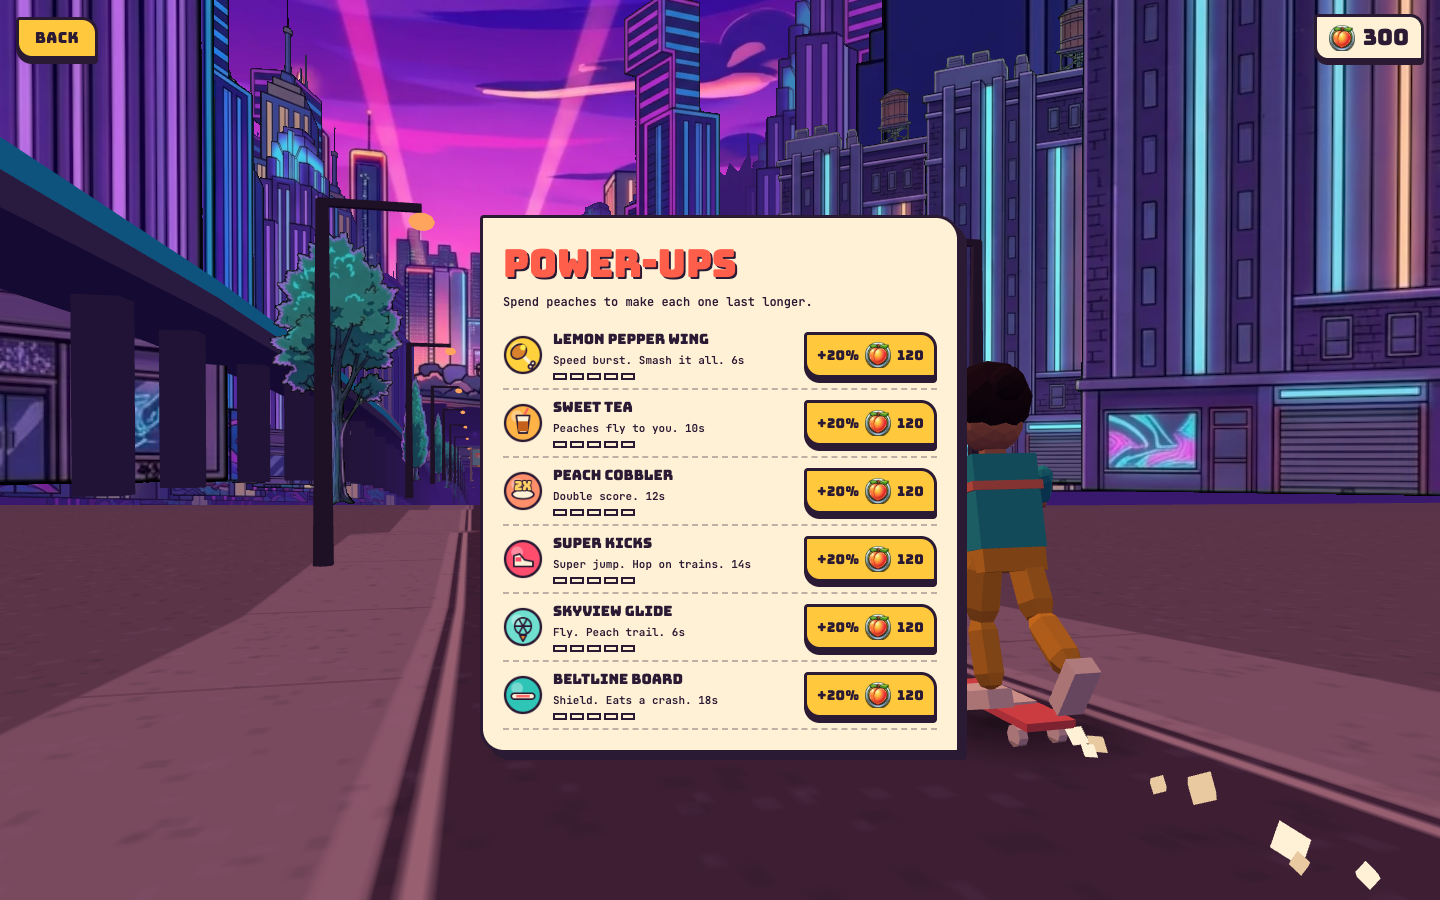 BACK
300
POWER-UPS
Spend peaches to make each one last longer.
LEMON PEPPER WING
Speed burst. Smash it all. 6s
+20% 120
SWEET TEA
Peaches fly to you. 10s
+20% 120
2X
PEACH COBBLER
Double score. 12s
+20% 120
SUPER KICKS
Super jump. Hop on trains. 14s
+20% 120
SKYVIEW GLIDE
Fly. Peach trail. 6s
+20% 120
BELTLINE BOARD
Shield. Eats a crash. 18s
+20% 120